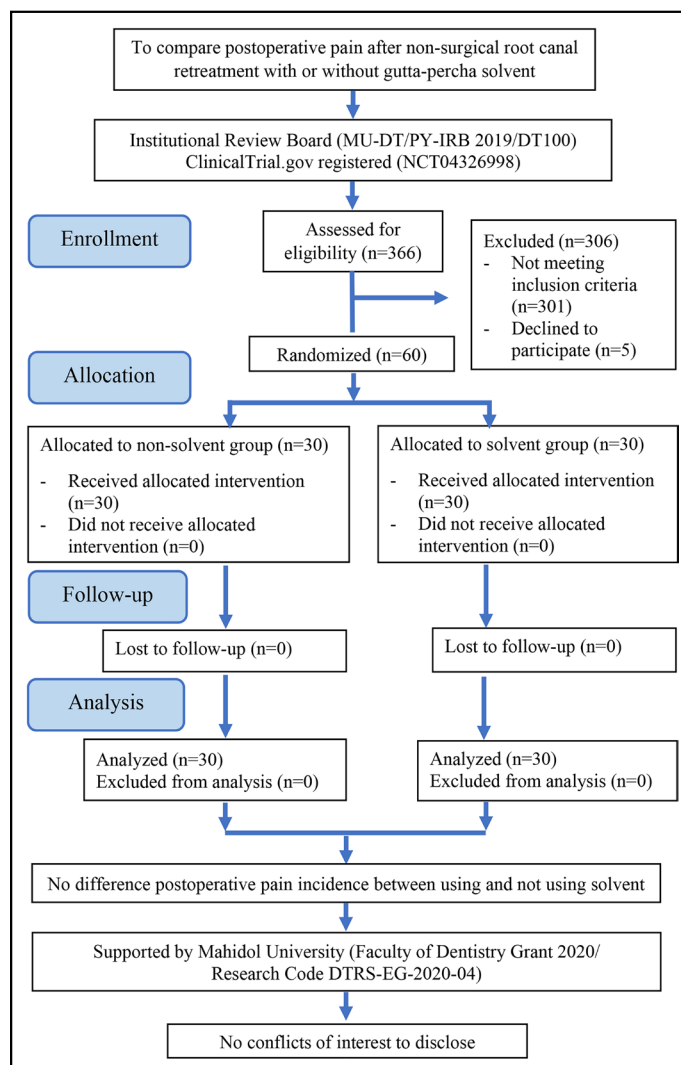 To compare postoperative pain after non-surgical root canal
retreatment with or without gutta-percha solvent
Institutional Review Board (MU-DT/PY-IRB 2019/DT100)
ClinicalTrial.gov registered (NCT04326998)
Enrollment
Assessed for
eligibility (n=366)
Excluded (n=306)
- Not meeting
inclusion criteria
(n=301)
- Declined to
participate (n=5)
Randomized (n=60)
Allocation
Allocated to non-solvent group (n=30)
- Received allocated intervention
(n=30)
- Did not receive allocated
intervention (n=0)
Allocated to solvent group (n=30)
- Received allocated intervention
(n=30)
- Did not receive allocated
intervention (n=0)
Follow-up
Lost to follow-up (n=0)
Lost to follow-up (n=0)
Analysis
Analyzed (n=30)
Excluded from analysis (n=0)
Analyzed (n=30)
Excluded from analysis (n=0)
No difference postoperative pain incidence between using and not using solvent
Supported by Mahidol University (Faculty of Dentistry Grant 2020/
Research Code DTRS-EG-2020-04)
No conflicts of interest to disclose